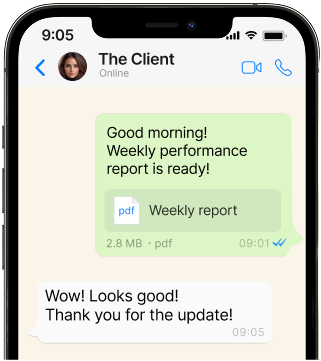 9:05
The Client
Online
Good morning!
Weekly performance
report is ready!
pdf
Weekly report
2.8 MB • pdf
09:01
Wow! Looks good!
Thank you for the update!
09:05